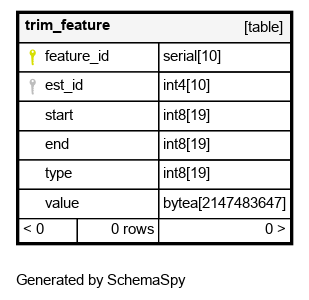 trim_feature [table]
feature_id serial[10]
est_id int4[10]
start int8[19]
end int8[19]
type int8[19]
value bytea[2147483647]
< 0 0 rows 0 >
Generated by SchemaSpy